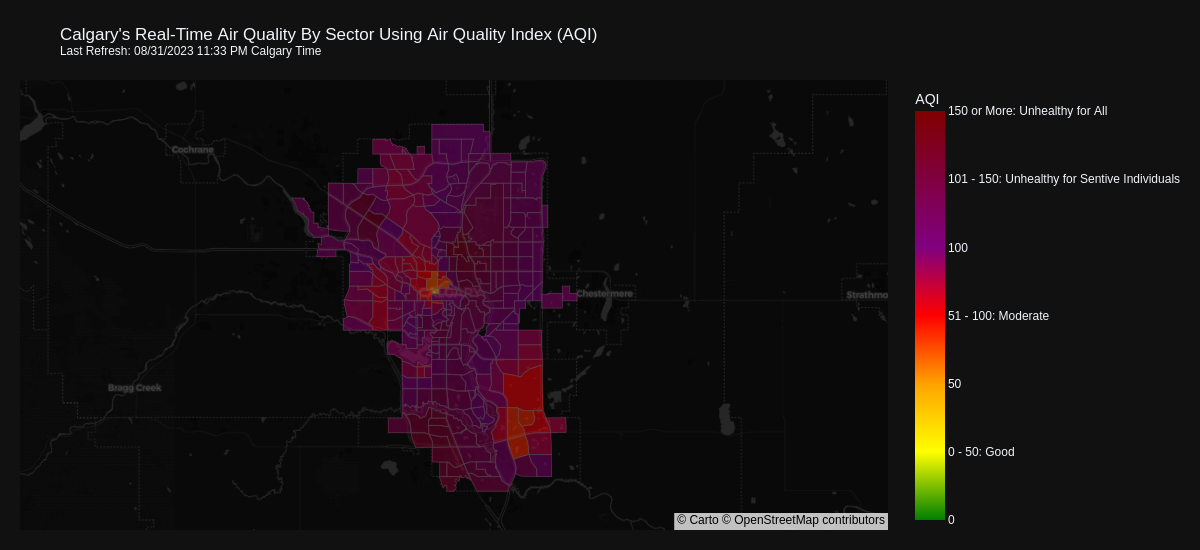 Calgary's Real-Time Air Quality By Sector Using Air Quality Index (AQI)
Last Refresh: 08/31/2023 11:33 PM Calgary Time
AQI
150 or More: Unhealthy for All
101 - 150: Unhealthy for Sentive Individuals
100
51 - 100: Moderate
50
0 - 50: Good
0
Cochrane
Chestermere
Strathmo
Bragg Creek
© Carto © OpenStreetMap contributors